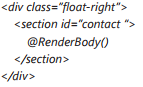 <div class="float-right">
<section id="contact ">
@RenderBody()
</section>
</div>